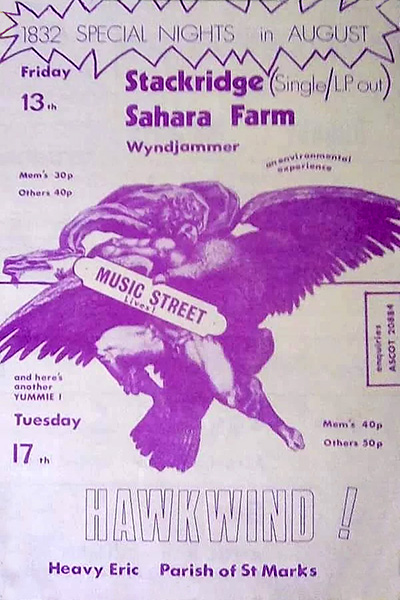 1832 SPECIAL NIGHTS in AUGUST
Friday
13th
Stackridge (Single/LP out)
Sahara Farm
Wyndjammer
an environmental
experience
Mem's 30p
Others 40p
MUSIC STREET
Lives!
enquiries
ASCOT 20884
and here's
another
YUMMIE !
Tuesday
17th
Mem's 40p
Others 50p
HAWKWIND !
Heavy Eric Parish of St Marks